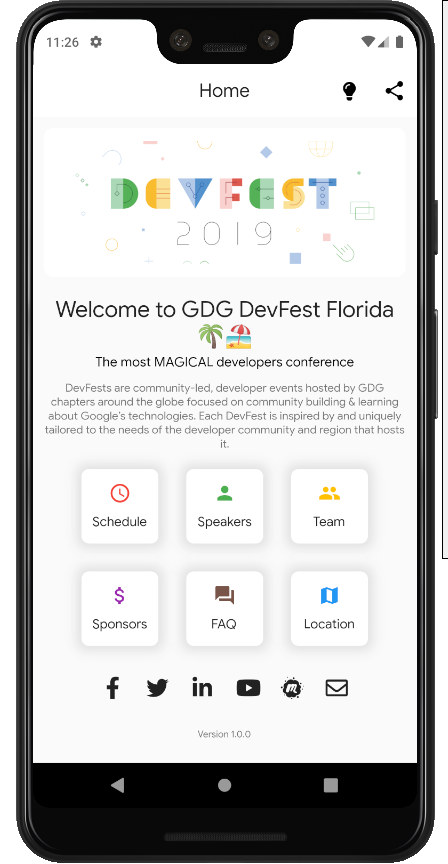 11:26
Home
DEVFEST
2019
Welcome to GDG DevFest Florida
🌴🏖️
The most MAGICAL developers conference
DevFests are community-led, developer events hosted by GDG
chapters around the globe focused on community building & learning
about Google's technologies. Each DevFest is inspired by and uniquely
tailored to the needs of the developer community and region that hosts
it.
Schedule Speakers Team
Sponsors FAQ Location
Version 1.0.0